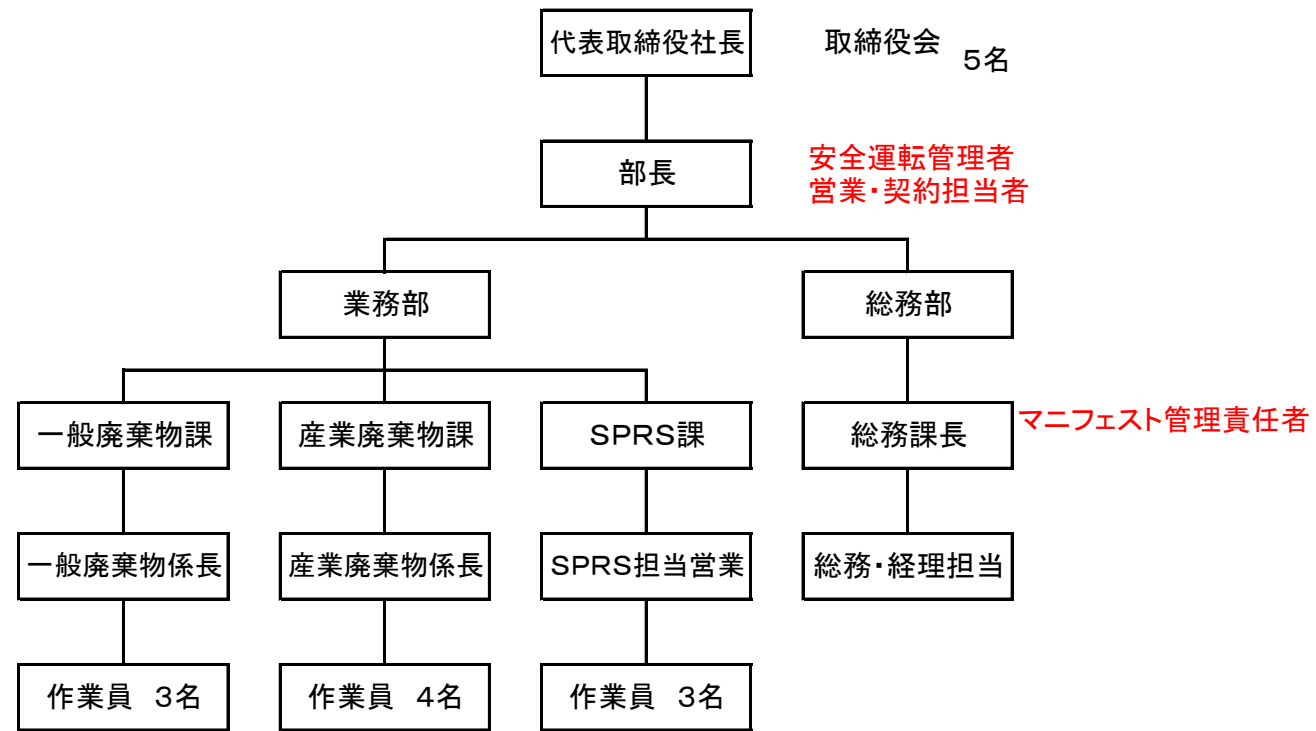 代表取締役社長
取締役会
5名
部長
安全運転管理者
営業・契約担当者
業務部
総務部
一般廃棄物課
産業廃棄物課
SPRS課
総務課長
マニフェスト管理責任者
一般廃棄物係長
産業廃棄物係長
SPRS担当営業
総務・経理担当
作業員　3名
作業員　4名
作業員　3名